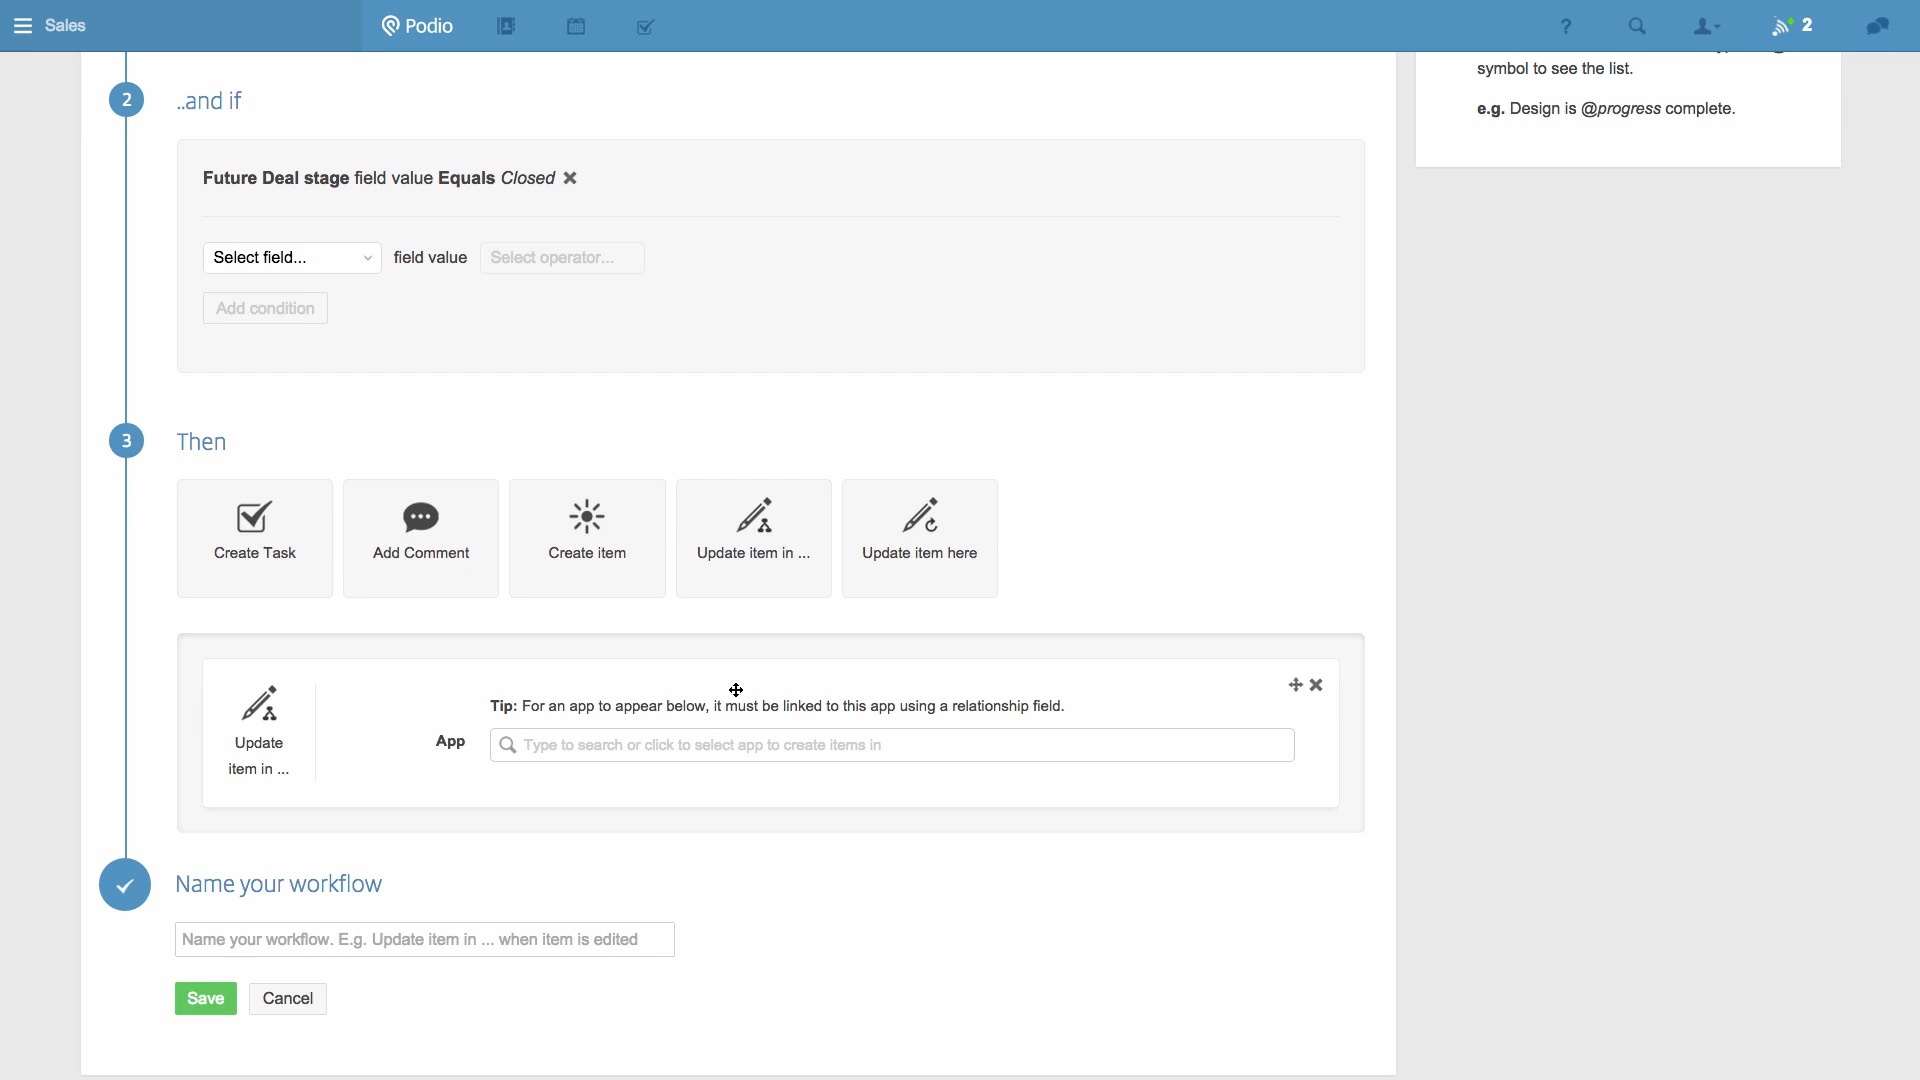 Sales
Podio
?
2
symbol to see the list.
e.g. Design is @progress complete.
2
..and if
Future Deal stage field value Equals Closed
Select field...
field value
Select operator...
Add condition
3
Then
Create Task
Add Comment
Create item
Update item in ...
Update item here
Tip: For an app to appear below, it must be linked to this app using a relationship field.
App
Type to search or click to select app to create items in
Update
item in ...
Name your workflow
Name your workflow. E.g. Update item in ... when item is edited
Save
Cancel